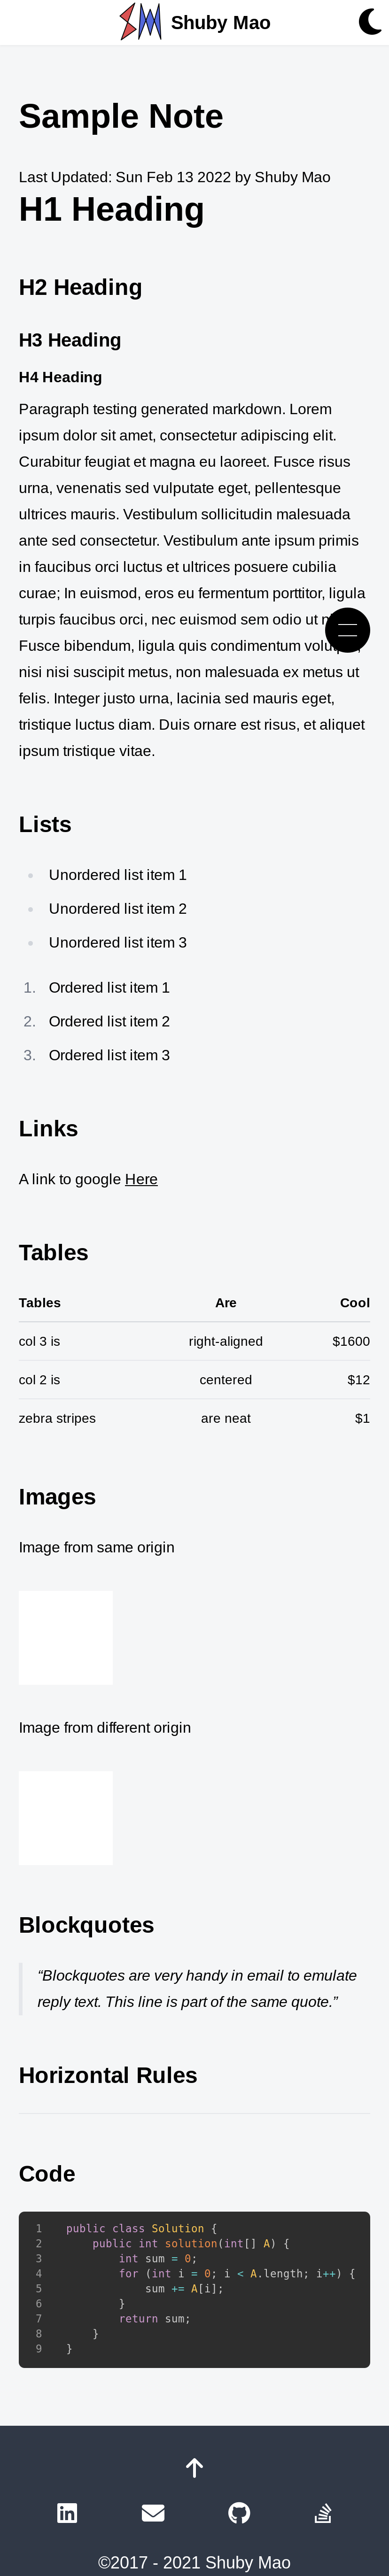 Shuby Mao
Sample Note
Last Updated: Sun Feb 13 2022 by Shuby Mao
H1 Heading
H2 Heading
H3 Heading
H4 Heading
Paragraph testing generated markdown. Lorem
ipsum dolor sit amet, consectetur adipiscing elit.
Curabitur feugiat et magna eu laoreet. Fusce risus
urna, venenatis sed vulputate eget, pellentesque
ultrices mauris. Vestibulum sollicitudin malesuada
ante sed consectetur. Vestibulum ante ipsum primis
in faucibus orci luctus et ultrices posuere cubilia
curae; In euismod, eros eu fermentum porttitor, ligula
turpis faucibus orci, nec euismod sem odio ut
Fusce bibendum, ligula quis condimentum
nisi nisi suscipit metus, non malesuada ex metus ut
felis. Integer justo urna, lacinia sed mauris eget,
tristique luctus diam. Duis ornare est risus, et aliquet
ipsum tristique vitae.
Lists
Unordered list item 1
Unordered list item 2
Unordered list item 3
1. Ordered list item 1
2. Ordered list item 2
3. Ordered list item 3
Links
A link to google Here
Tables
Tables Are Cool
col 3 is right-aligned $1600
col 2 is centered $12
zebra stripes are neat $1
Images
Image from same origin
Image from different origin
Blockquotes
“Blockquotes are very handy in email to emulate
reply text. This line is part of the same quote.”
Horizontal Rules
Code
1 public class Solution {
2 public int solution(int[] A) {
3 int sum = 0;
4 for (int i = 0; i < A.length; i++) {
5 sum += A[i];
6 }
7 return sum;
8 }
9 }
©2017 - 2021 Shuby Mao